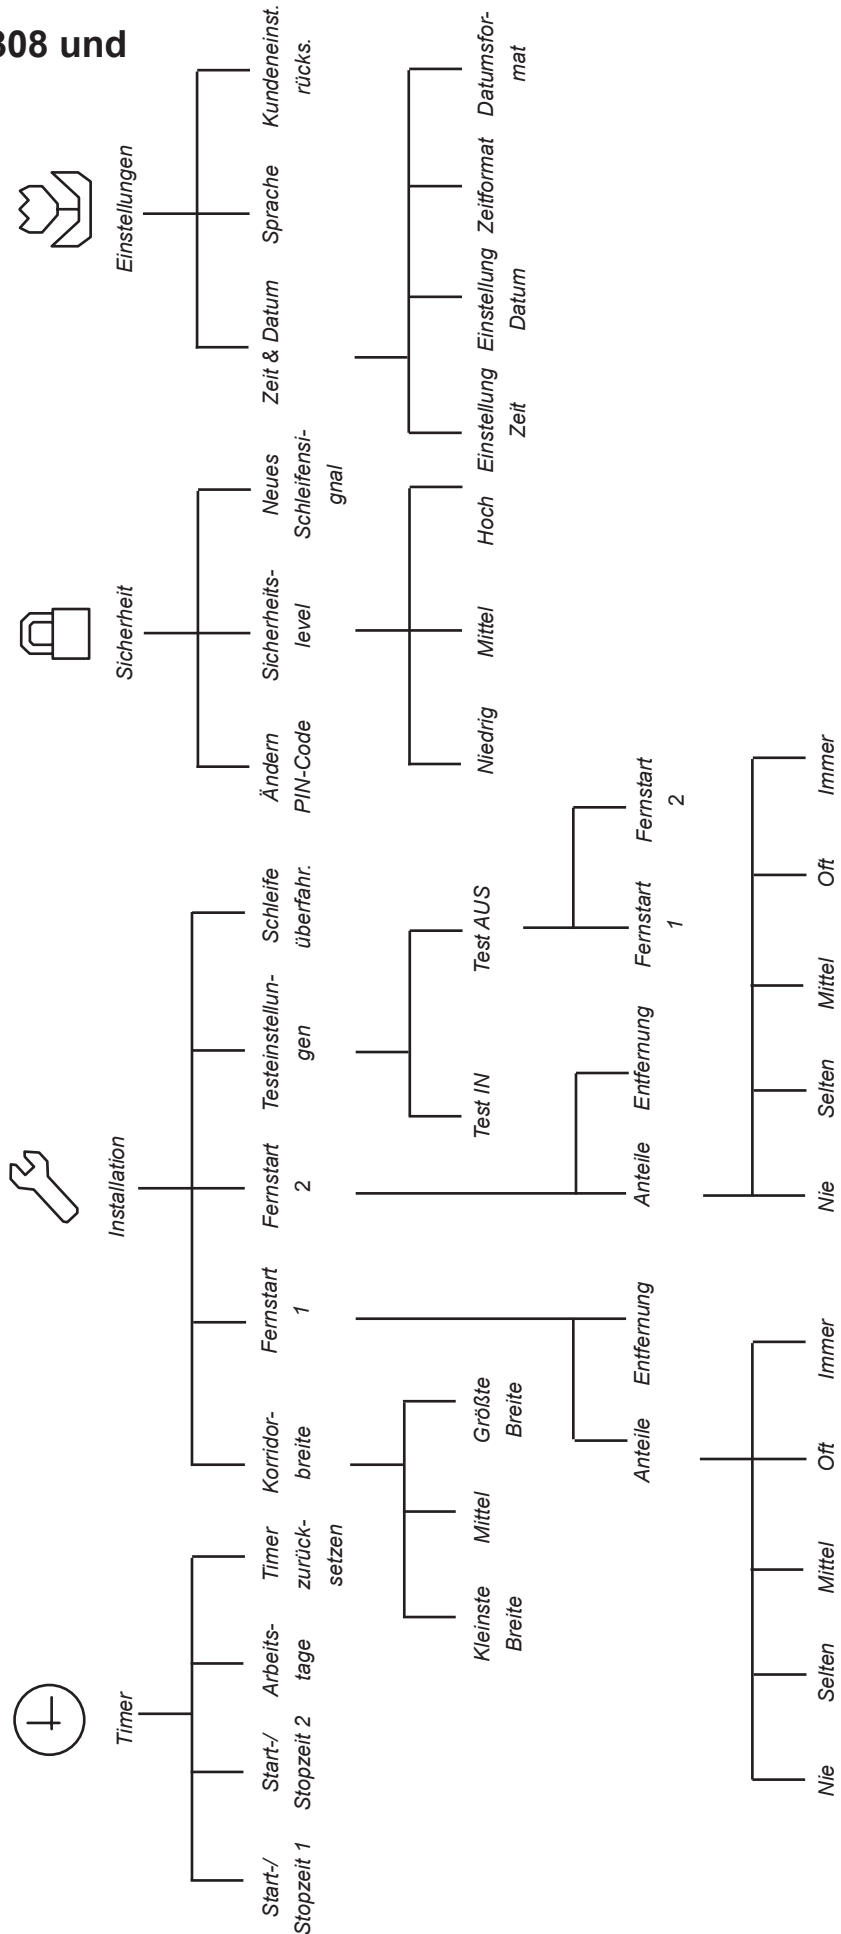 308 und
Timer
Start-/
Stopzeit 1
Start-/
Stopzeit 2
Arbeits-
tage
Timer
zurück-
setzen
Installation
Korridor-
breite
Kleinste
Breite
Mittel
Größte
Breite
Fernstart
1
Anteile
Entfernung
Nie
Selten
Mittel
Oft
Immer
Fernstart
2
Anteile
Entfernung
Nie
Selten
Mittel
Oft
Immer
Testeinstellun-
gen
Test IN
Test AUS
Fernstart
1
Fernstart
2
Schleife
überfahr.
Sicherheit
Ändern
PIN-Code
Sicherheits-
level
Niedrig
Mittel
Hoch
Neues
Schleifensi-
gnal
Einstellungen
Zeit & Datum
Einstellung
Zeit
Einstellung
Datum
Zeitformat
Datumsfor-
mat
Sprache
Kundeneinst.
rücks.